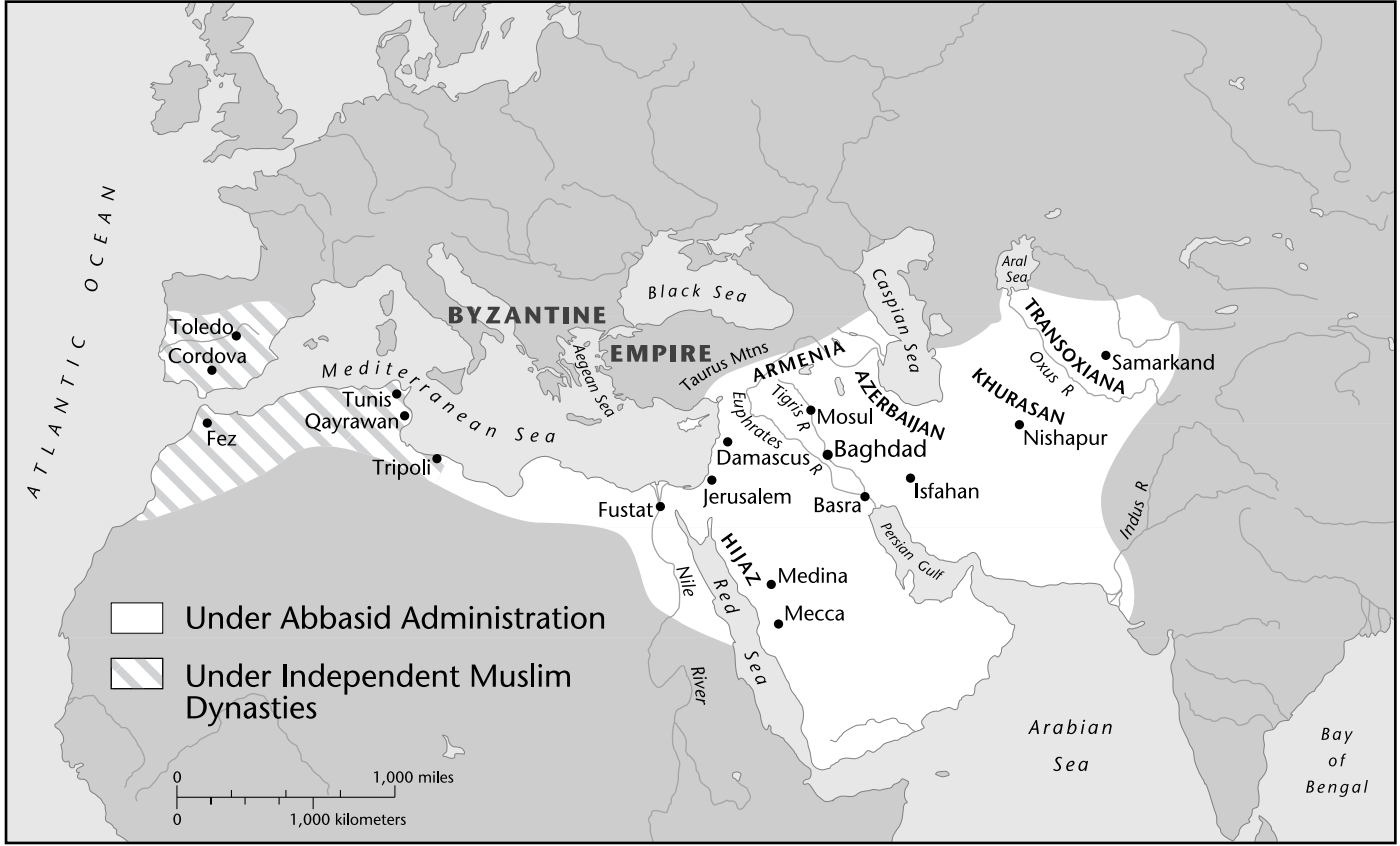 ATLANTIC OCEAN
BYZANTINE
EMPIRE
Black Sea
Caspian Sea
Aral
Sea
Aegean Sea
Taurus Mtns
ARMENIA
AZERBAIJAN
TRANSOXIANA
Oxus R
Samarkand
KHURASAN
Nishapur
Toledo
Cordova
Mediterranean Sea
Tunis
Qayrawan
Fez
Tripoli
Euphrates R
Tigris R
Mosul
Baghdad
Damascus
Jerusalem
Basra
Isfahan
Fustat
Indus R
Persian Gulf
HIJAZ
Medina
Mecca
Nile
River
Red
Sea
Arabian
Sea
Bay
of
Bengal
Under Abbasid Administration
Under Independent Muslim
Dynasties
0 1,000 miles
0 1,000 kilometers